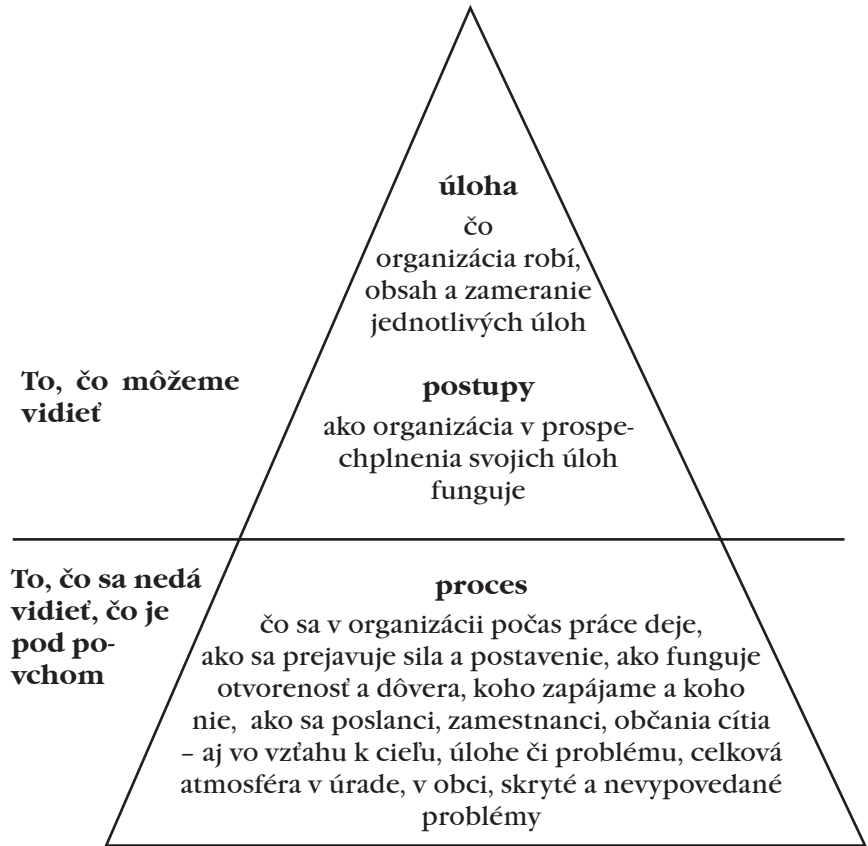 úloha
čo
organizácia robí,
obsah a zameranie
jednotlivých úloh
To, čo môžeme
vidieť
postupy
ako organizácia v prospe-
chplnenia svojich úloh
funguje
To, čo sa nedá
vidieť, čo je
pod po-
vchom
proces
čo sa v organizácii počas práce deje,
ako sa prejavuje sila a postavenie, ako funguje
otvorenosť a dôvera, koho zapájame a koho
nie, ako sa poslanci, zamestnanci, občania cítia
– aj vo vzťahu k cieľu, úlohe či problému, celková
atmosféra v úrade, v obci, skryté a nevypovedané
problémy